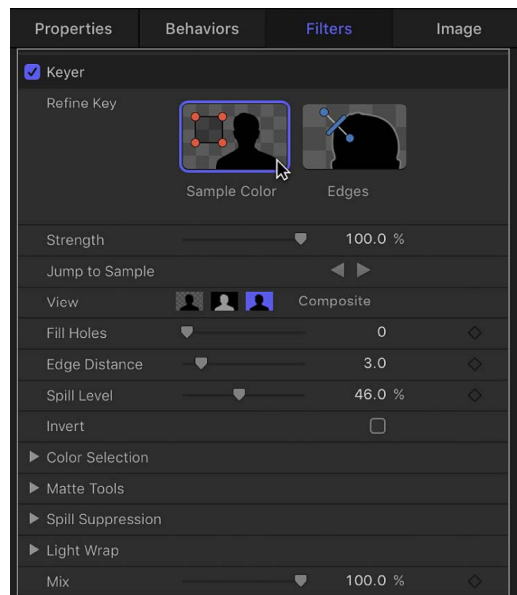 Properties Behaviors Filters Image
Keyer
Refine Key
Sample Color Edges
Strength 100.0 %
Jump to Sample
View Composite
Fill Holes 0
Edge Distance 3.0
Spill Level 46.0 %
Invert
Color Selection
Matte Tools
Spill Suppression
Light Wrap
Mix 100.0 %